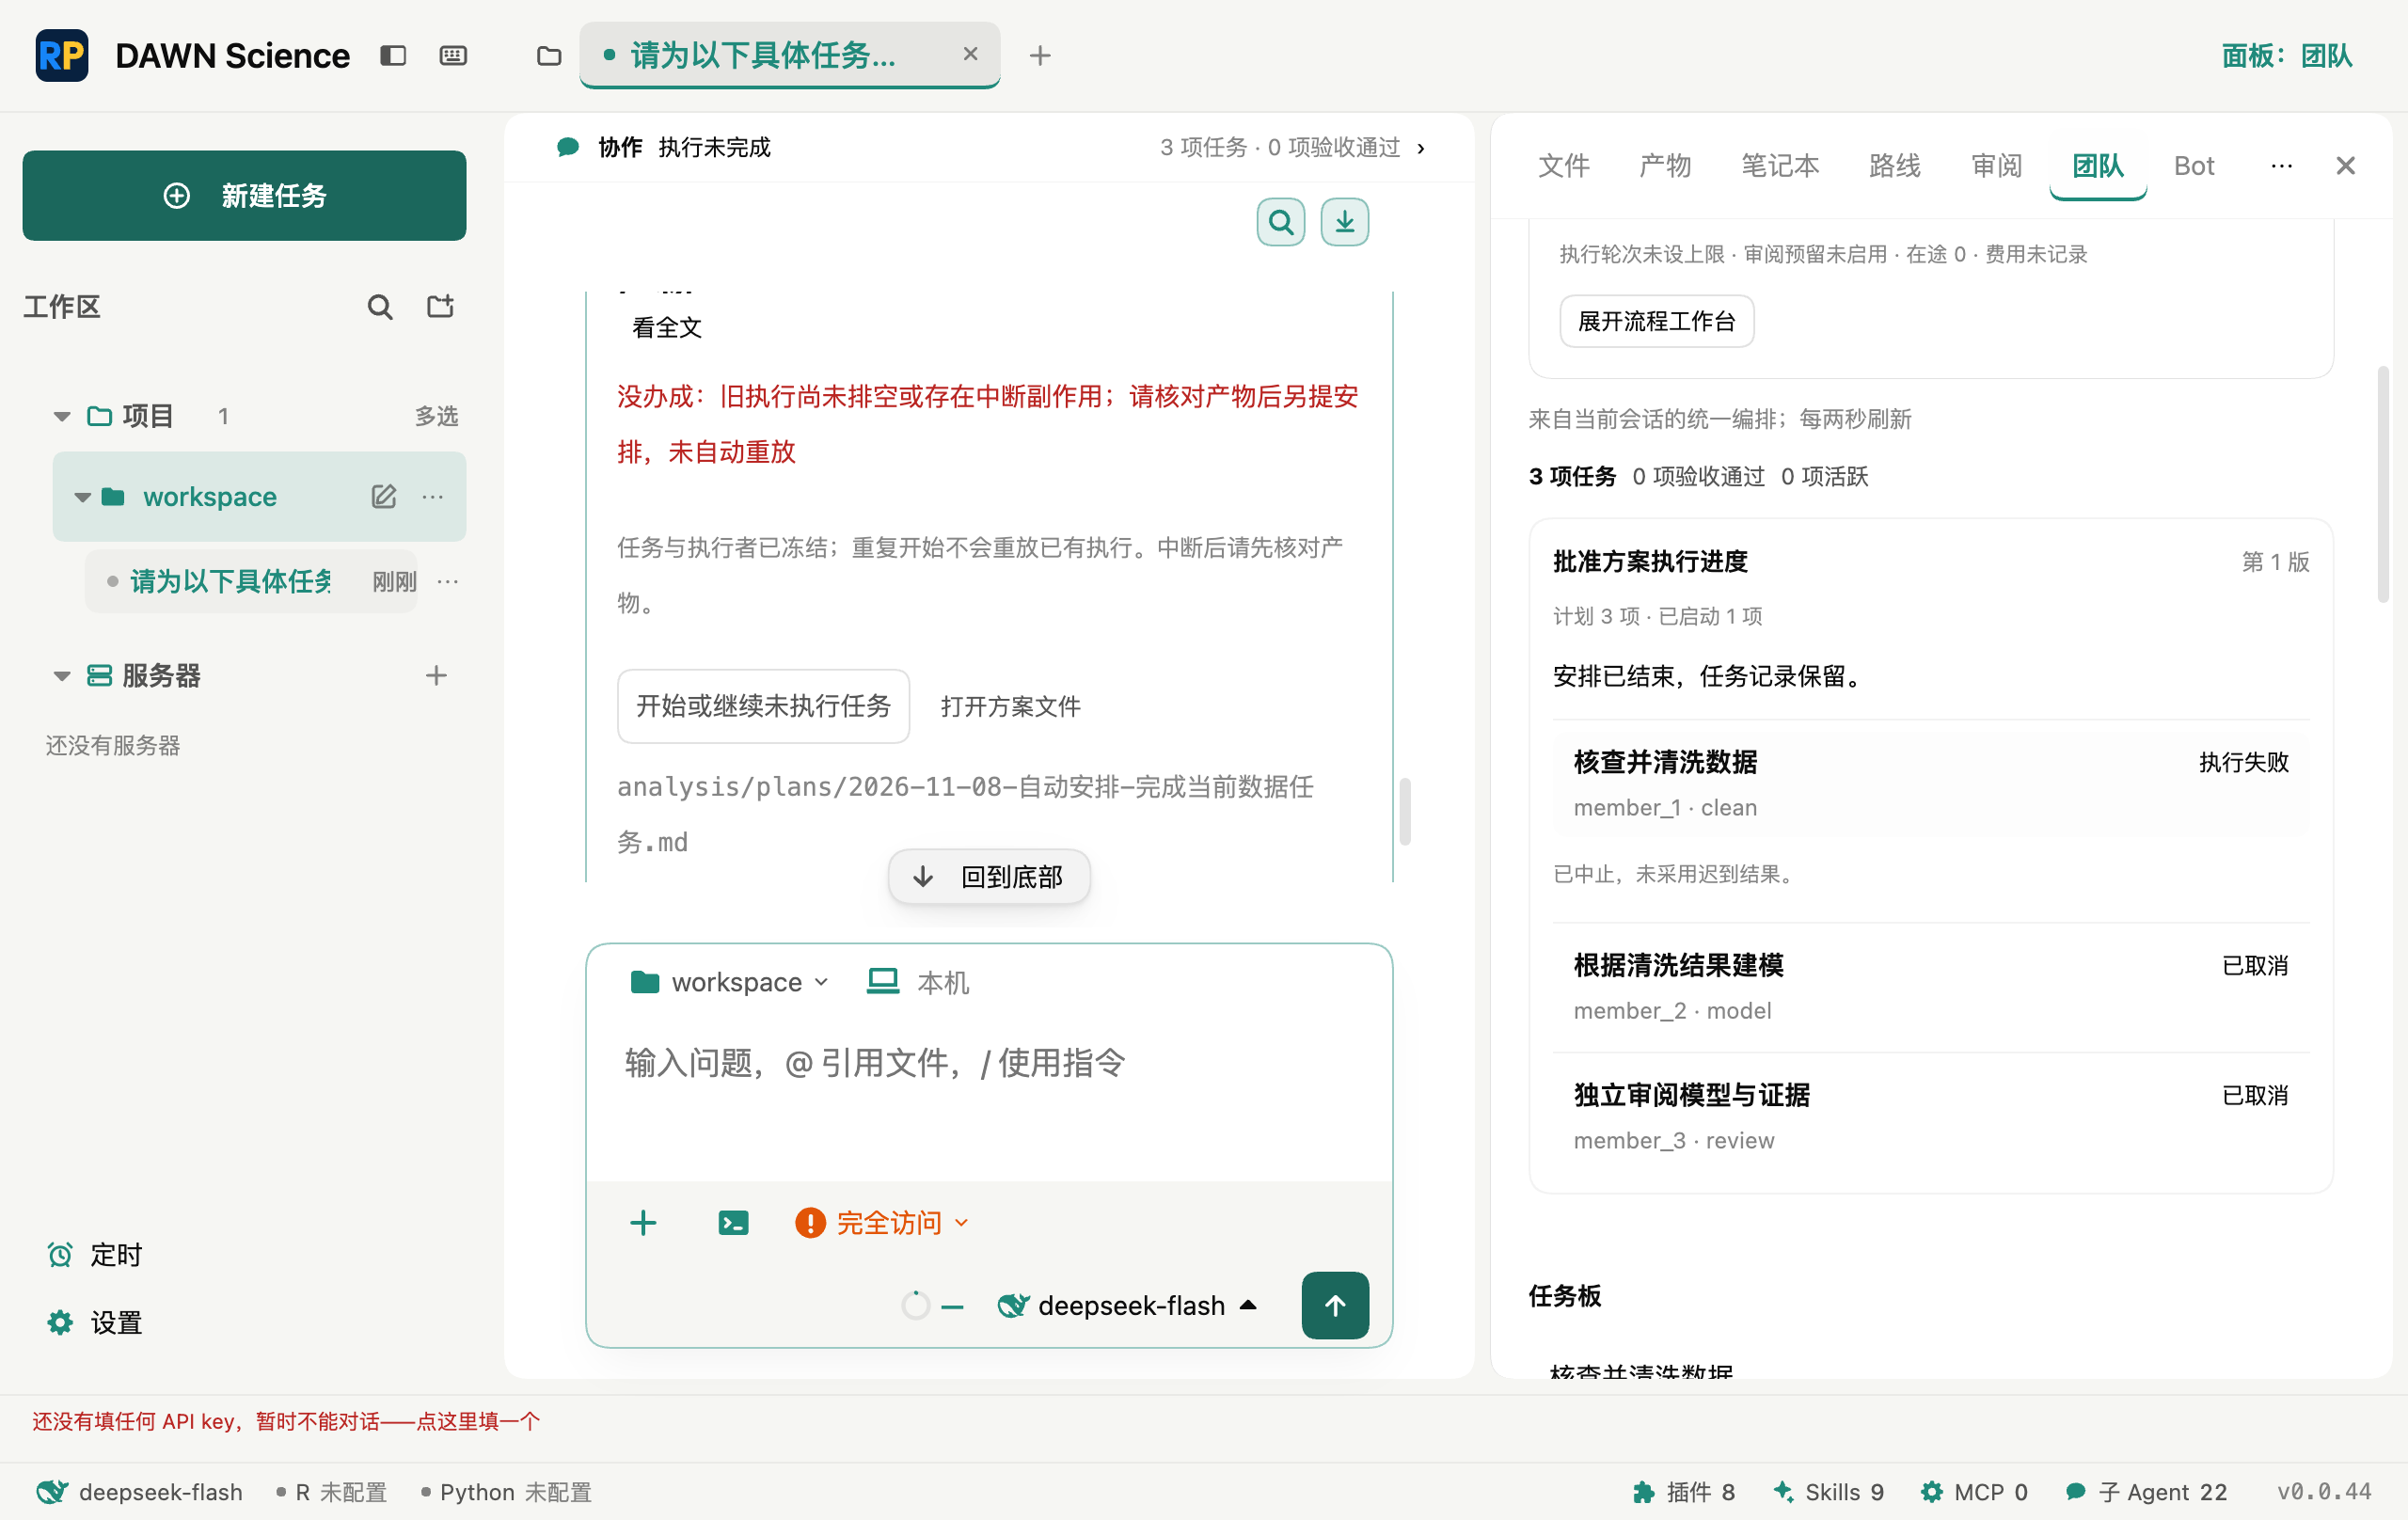 RP
DAWN Science
请为以下具体任务...
面板：团队
新建任务
工作区
项目 1 多选
workspace
请为以下具体任务 刚刚
服务器
还没有服务器
定时
设置
协作 执行未完成
3 项任务 · 0 项验收通过 ›
看全文
没办成：旧执行尚未排空或存在中断副作用；请核对产物后另提安
排，未自动重放
任务与执行者已冻结；重复开始不会重放已有执行。中断后请先核对产
物。
开始或继续未执行任务 打开方案文件
analysis/plans/2026-11-08-自动安排-完成当前数据任
务.md
回到底部
workspace 本机
输入问题，@ 引用文件，/ 使用指令
完全访问
deepseek-flash
文件 产物 笔记本 路线 审阅 团队 Bot ···
执行轮次未设上限 · 审阅预留未启用 · 在途 0 · 费用未记录
展开流程工作台
来自当前会话的统一编排；每两秒刷新
3 项任务 0 项验收通过 0 项活跃
批准方案执行进度 第 1 版
计划 3 项 · 已启动 1 项
安排已结束，任务记录保留。
核查并清洗数据 执行失败
member_1 · clean
已中止，未采用迟到结果。
根据清洗结果建模 已取消
member_2 · model
独立审阅模型与证据 已取消
member_3 · review
任务板
核查并清洗数据
还没有填任何 API key，暂时不能对话——点这里填一个
deepseek-flash R 未配置 Python 未配置
插件 8 Skills 9 MCP 0 子 Agent 22 v0.0.44